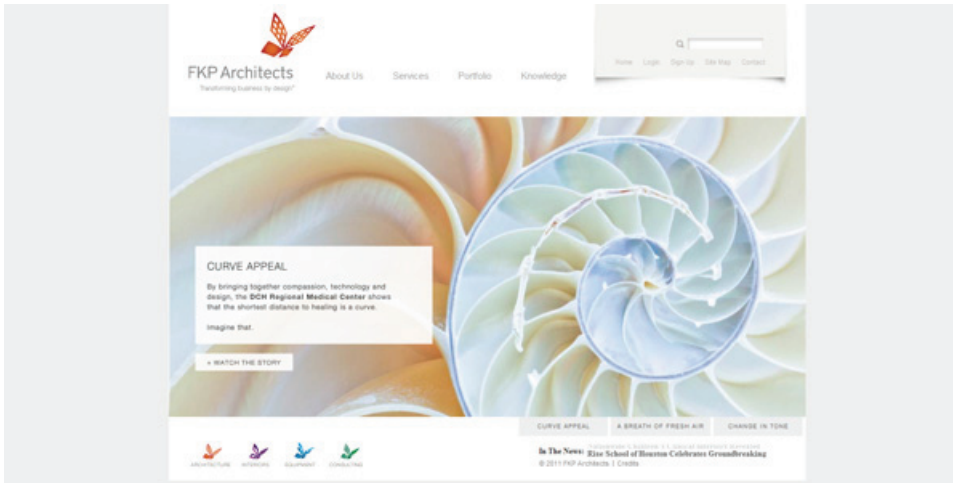 FKP Architects
Transforming business by design
About Us Services Portfolio Knowledge
Home Login Sign Up Site Map Contact
CURVE APPEAL
By bringing together compassion, technology and
design, the DCH Regional Medical Center shows
that the shortest distance to healing is a curve.
Imagine that.
» WATCH THE STORY
CURVE APPEAL A BREATH OF FRESH AIR CHANGE IN TONE
ARCHITECTURE INTERIORS EQUIPMENT CONSULTING
In The News: Rise School of Houston Celebrates Groundbreaking
© 2011 FKP Architects | Credits